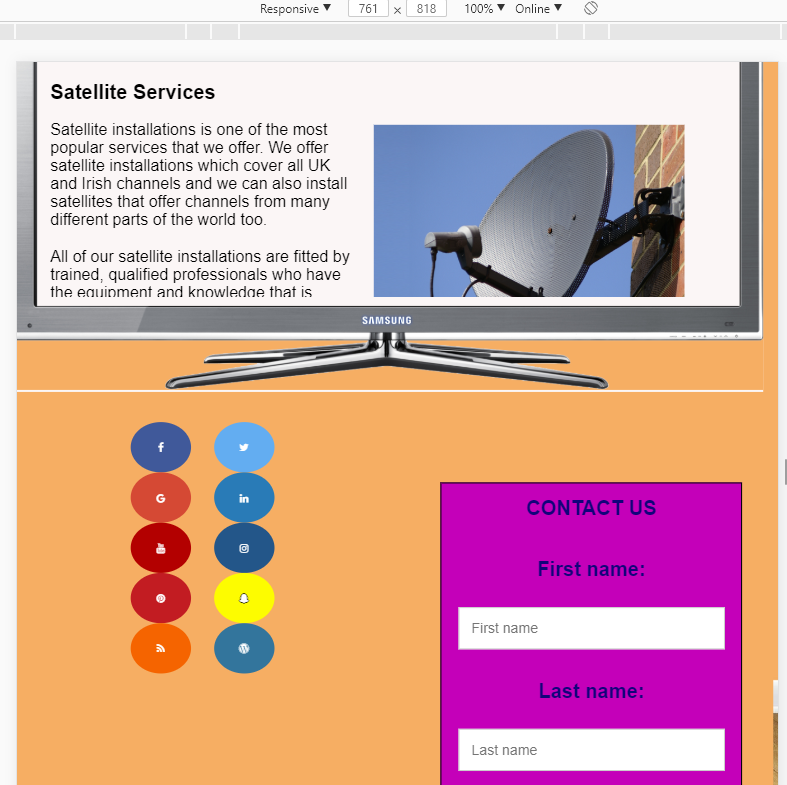 Responsive ▼ 761 × 818 100% ▼ Online ▼
Satellite Services
Satellite installations is one of the most
popular services that we offer. We offer
satellite installations which cover all UK
and Irish channels and we can also install
satellites that offer channels from many
different parts of the world too.
All of our satellite installations are fitted by
trained, qualified professionals who have
the equipment and knowledge that is
SAMSUNG
CONTACT US
First name:
First name
Last name:
Last name